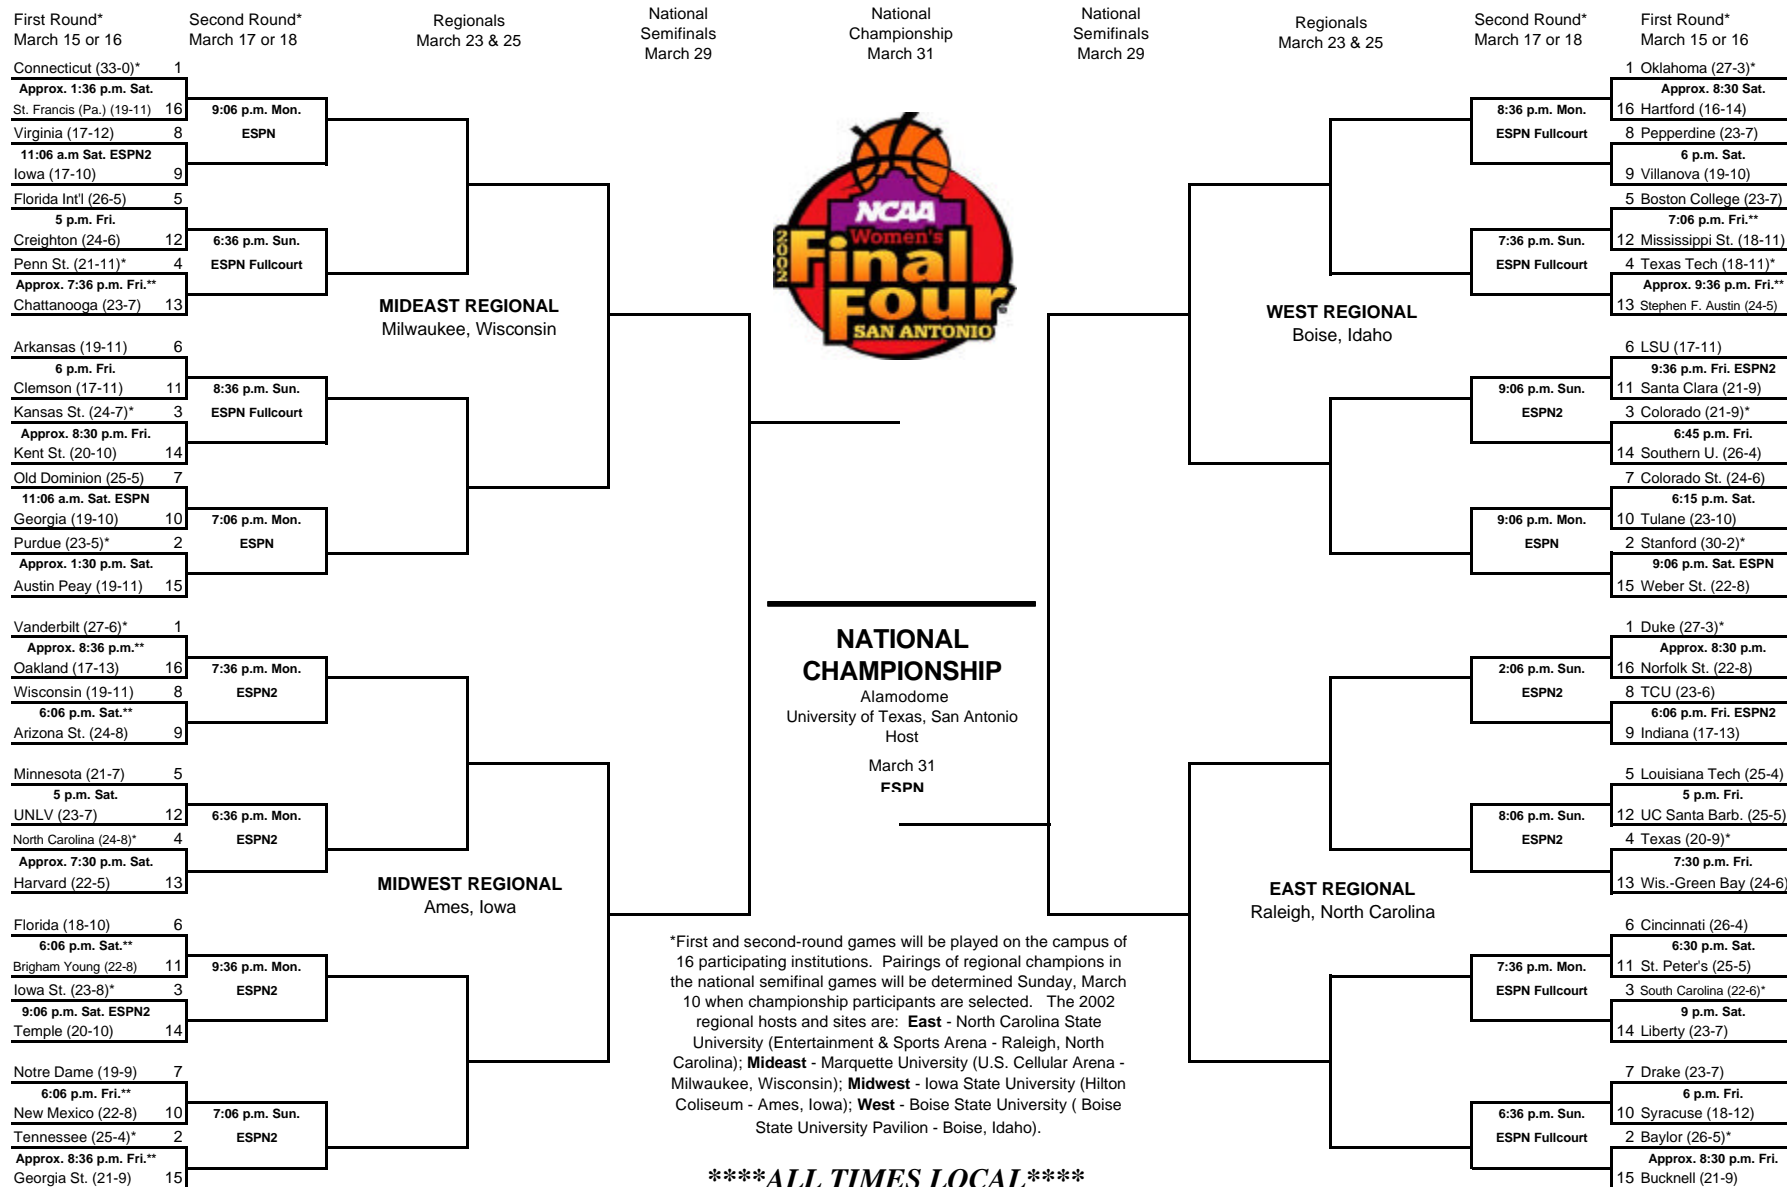 First Round*
March 15 or 16
Second Round*
March 17 or 18
Regionals
March 23 & 25
National
Semifinals
March 29
National
Championship
March 31
National
Semifinals
March 29
Regionals
March 23 & 25
Second Round*
March 17 or 18
First Round*
March 15 or 16
Connecticut (33-0)* 1
Approx. 1:36 p.m. Sat.
St. Francis (Pa.) (19-11) 16
Virginia (17-12) 8
11:06 a.m Sat. ESPN2
Iowa (17-10) 9
Florida Int'l (26-5) 5
5 p.m. Fri.
Creighton (24-6) 12
Penn St. (21-11)* 4
Approx. 7:36 p.m. Fri.**
Chattanooga (23-7) 13
Arkansas (19-11) 6
6 p.m. Fri.
Clemson (17-11) 11
Kansas St. (24-7)* 3
Approx. 8:30 p.m. Fri.
Kent St. (20-10) 14
Old Dominion (25-5) 7
11:06 a.m. Sat. ESPN
Georgia (19-10) 10
Purdue (23-5)* 2
Approx. 1:30 p.m. Sat.
Austin Peay (19-11) 15
9:06 p.m. Mon.
ESPN
6:36 p.m. Sun.
ESPN Fullcourt
8:36 p.m. Sun.
ESPN Fullcourt
7:06 p.m. Mon.
ESPN
MIDEAST REGIONAL
Milwaukee, Wisconsin
Vanderbilt (27-6)* 1
Approx. 8:36 p.m.**
Oakland (17-13) 16
Wisconsin (19-11) 8
6:06 p.m. Sat.**
Arizona St. (24-8) 9
Minnesota (21-7) 5
5 p.m. Sat.
UNLV (23-7) 12
North Carolina (24-8)* 4
Approx. 7:30 p.m. Sat.
Harvard (22-5) 13
Florida (18-10) 6
6:06 p.m. Sat.**
Brigham Young (22-8) 11
Iowa St. (23-8)* 3
9:06 p.m. Sat. ESPN2
Temple (20-10) 14
Notre Dame (19-9) 7
6:06 p.m. Fri.**
New Mexico (22-8) 10
Tennessee (25-4)* 2
Approx. 8:36 p.m. Fri.**
Georgia St. (21-9) 15
7:36 p.m. Mon.
ESPN2
6:36 p.m. Mon.
ESPN2
9:36 p.m. Mon.
ESPN2
7:06 p.m. Sun.
ESPN2
MIDWEST REGIONAL
Ames, Iowa
NCAA
Women's
2002
Final
Four
SAN ANTONIO
NATIONAL
CHAMPIONSHIP
Alamodome
University of Texas, San Antonio
Host
March 31
ESPN
*First and second-round games will be played on the campus of
16 participating institutions. Pairings of regional champions in
the national semifinal games will be determined Sunday, March
10 when championship participants are selected. The 2002
regional hosts and sites are: East - North Carolina State
University (Entertainment & Sports Arena - Raleigh, North
Carolina); Mideast - Marquette University (U.S. Cellular Arena -
Milwaukee, Wisconsin); Midwest - Iowa State University (Hilton
Coliseum - Ames, Iowa); West - Boise State University ( Boise
State University Pavilion - Boise, Idaho).
****ALL TIMES LOCAL****
WEST REGIONAL
Boise, Idaho
8:36 p.m. Mon.
ESPN Fullcourt
7:36 p.m. Sun.
ESPN Fullcourt
9:06 p.m. Sun.
ESPN2
9:06 p.m. Mon.
ESPN
1 Oklahoma (27-3)*
Approx. 8:30 Sat.
16 Hartford (16-14)
8 Pepperdine (23-7)
6 p.m. Sat.
9 Villanova (19-10)
5 Boston College (23-7)
7:06 p.m. Fri.**
12 Mississippi St. (18-11)
4 Texas Tech (18-11)*
Approx. 9:36 p.m. Fri.**
13 Stephen F. Austin (24-5)
6 LSU (17-11)
9:36 p.m. Fri. ESPN2
11 Santa Clara (21-9)
3 Colorado (21-9)*
6:45 p.m. Fri.
14 Southern U. (26-4)
7 Colorado St. (24-6)
6:15 p.m. Sat.
10 Tulane (23-10)
2 Stanford (30-2)*
9:06 p.m. Sat. ESPN
15 Weber St. (22-8)
EAST REGIONAL
Raleigh, North Carolina
2:06 p.m. Sun.
ESPN2
8:06 p.m. Sun.
ESPN2
7:36 p.m. Mon.
ESPN Fullcourt
6:36 p.m. Sun.
ESPN Fullcourt
1 Duke (27-3)*
Approx. 8:30 p.m.
16 Norfolk St. (22-8)
8 TCU (23-6)
6:06 p.m. Fri. ESPN2
9 Indiana (17-13)
5 Louisiana Tech (25-4)
5 p.m. Fri.
12 UC Santa Barb. (25-5)
4 Texas (20-9)*
7:30 p.m. Fri.
13 Wis.-Green Bay (24-6)
6 Cincinnati (26-4)
6:30 p.m. Sat.
11 St. Peter's (25-5)
3 South Carolina (22-6)*
9 p.m. Sat.
14 Liberty (23-7)
7 Drake (23-7)
6 p.m. Fri.
10 Syracuse (18-12)
2 Baylor (26-5)*
Approx. 8:30 p.m. Fri.
15 Bucknell (21-9)